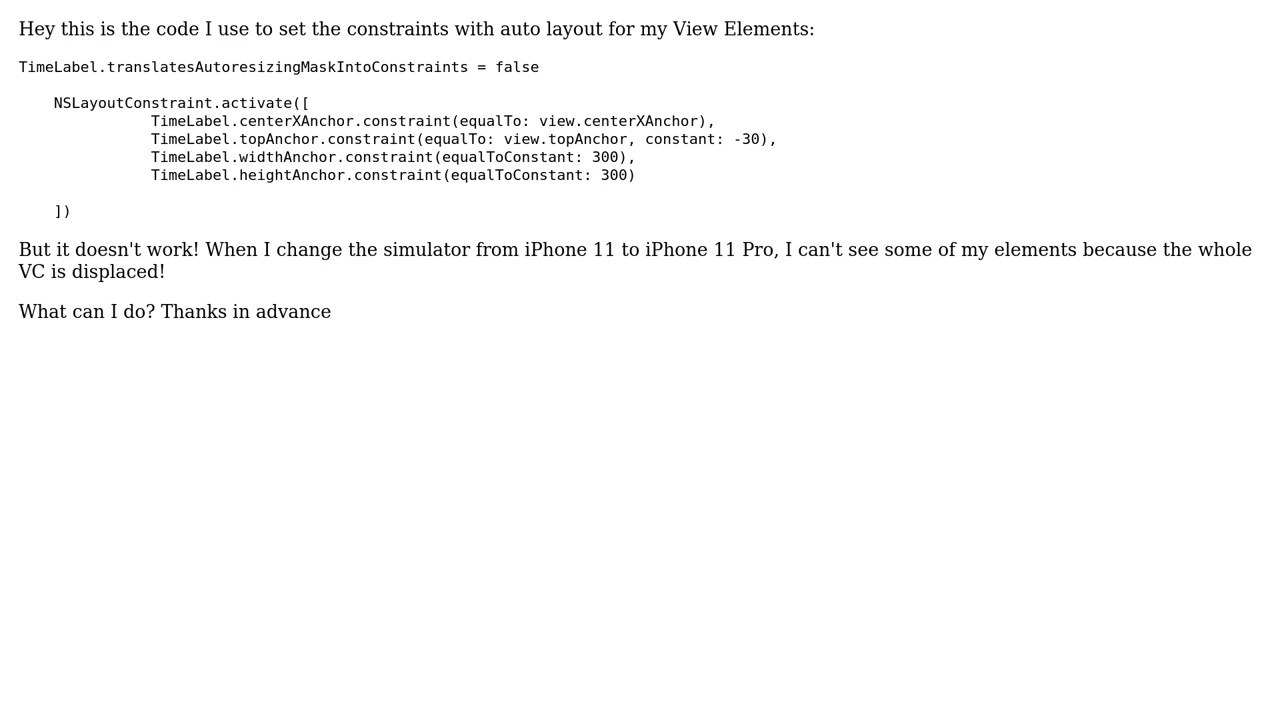 Hey this is the code I use to set the constraints with auto layout for my View Elements:
TimeLabel.translatesAutoresizingMaskIntoConstraints = false
NSLayoutConstraint.activate([
TimeLabel.centerXAnchor.constraint(equalTo: view.centerXAnchor),
TimeLabel.topAnchor.constraint(equalTo: view.topAnchor, constant: -30),
TimeLabel.widthAnchor.constraint(equalToConstant: 300),
TimeLabel.heightAnchor.constraint(equalToConstant: 300)
])
But it doesn't work! When I change the simulator from iPhone 11 to iPhone 11 Pro, I can't see some of my elements because the whole
VC is displaced!
What can I do? Thanks in advance